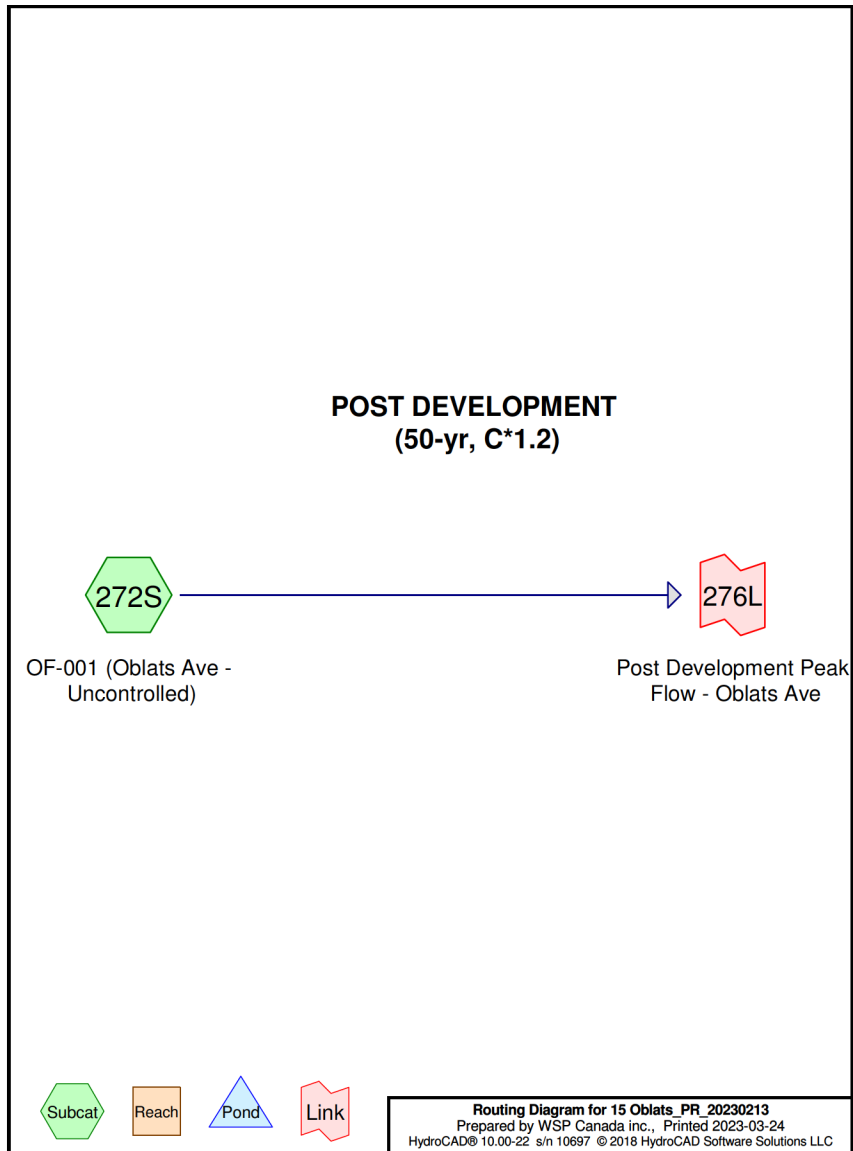 POST DEVELOPMENT
(50-yr, C*1.2)
272S
276L
OF-001 (Oblats Ave -
Uncontrolled)
Post Development Peak
Flow - Oblats Ave
Subcat
Reach
Pond
Link
Routing Diagram for 15 Oblats_PR_20230213
Prepared by WSP Canada inc., Printed 2023-03-24
HydroCAD® 10.00-22 s/n 10697 © 2018 HydroCAD Software Solutions LLC